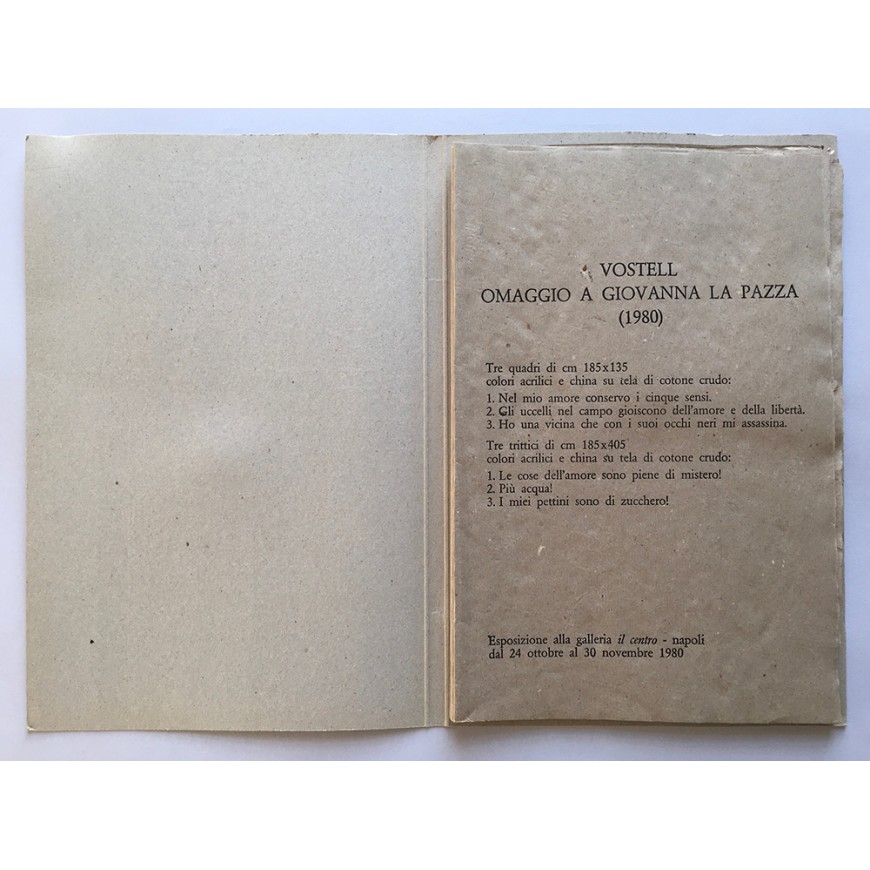 VOSTELL
OMAGGIO A GIOVANNA LA PAZZA
(1980)
Tre quadri di cm 185x135
colori acrilici e china su tela di cotone crudo:
1. Nel mio amore conservo i cinque sensi.
2. Gli uccelli nel campo gioiscono dell'amore e della libertà.
3. Ho una vicina che con i suoi occhi neri mi assassina.
Tre trittici di cm 185x405
colori acrilici e china su tela di cotone crudo:
1. Le cose dell'amore sono piene di mistero!
2. Più acqua!
3. I miei pettini sono di zucchero!
Esposizione alla galleria il centro - napoli
dal 24 ottobre al 30 novembre 1980